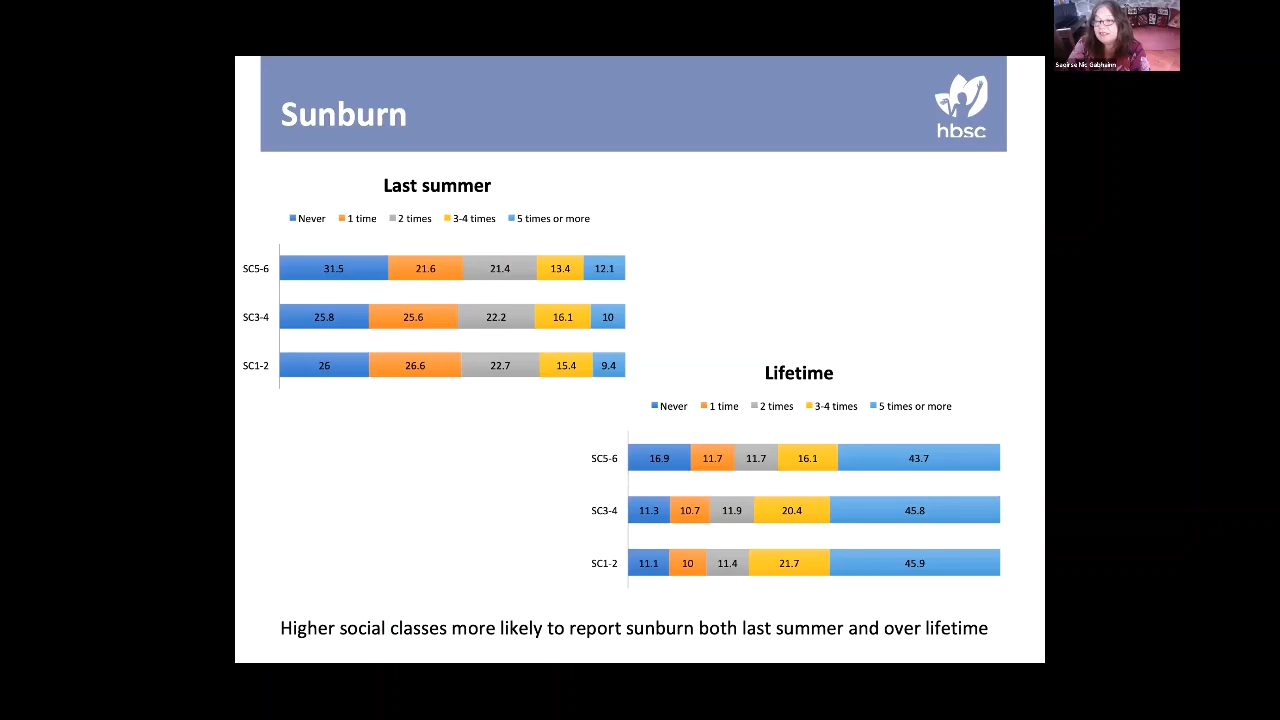 Saoirse Nic Gabhainn
Sunburn
hbsc
Last summer
Never 1 time 2 times 3-4 times 5 times or more
SC5-6 31.5 21.6 21.4 13.4 12.1
SC3-4 25.8 25.6 22.2 16.1 10
SC1-2 26 26.6 22.7 15.4 9.4
Lifetime
Never 1 time 2 times 3-4 times 5 times or more
SC5-6 16.9 11.7 11.7 16.1 43.7
SC3-4 11.3 10.7 11.9 20.4 45.8
SC1-2 11.1 10 11.4 21.7 45.9
Higher social classes more likely to report sunburn both last summer and over lifetime